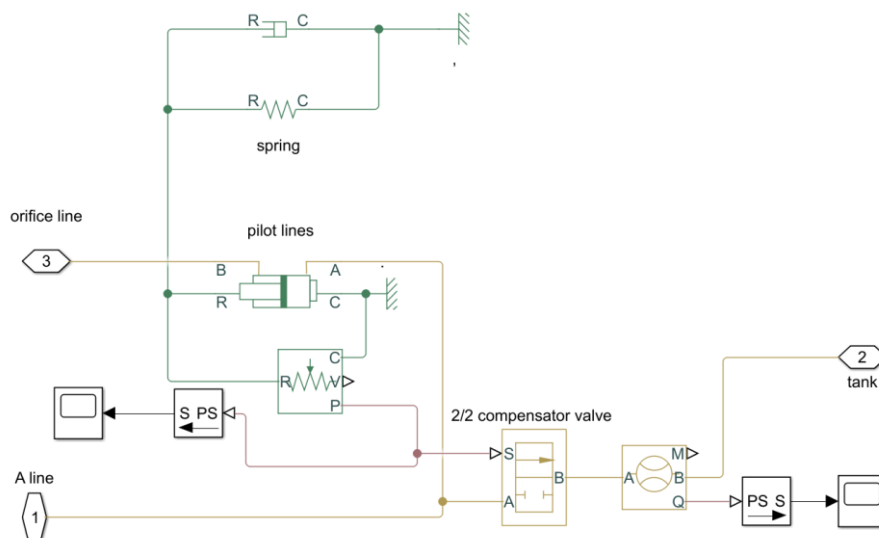 R C
,
R C
spring
orifice line
pilot lines
3
B A
.
R C
C
R V
P
2
tank
S PS
2/2 compensator valve
S
M
B A B
A line
A
Q
PS S
1